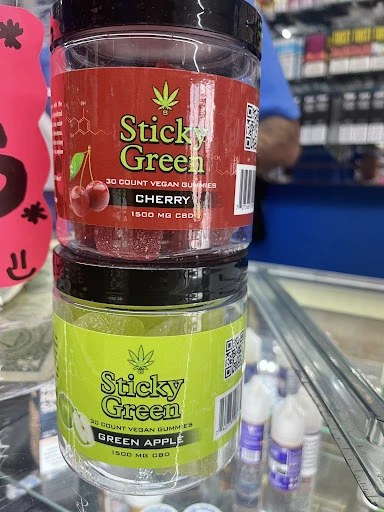 Sticky
Green
30 COUNT VEGAN GUMMIES
CHERRY
1500 MG CBD
Sticky
Green
30 COUNT VEGAN GUMMIES
GREEN APPLE
1500 MG CBD